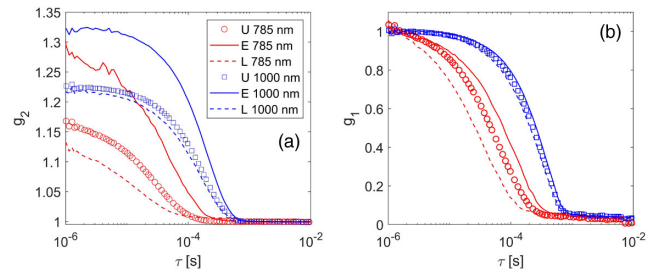 1.35
1.3
1.25
1.2
1.15
1.1
1.05
1
g2
10-6
10-4
10-2
τ [s]
U 785 nm
E 785 nm
L 785 nm
U 1000 nm
E 1000 nm
L 1000 nm
(a)
1
0.8
0.6
0.4
0.2
0
g1
10-6
10-4
10-2
τ [s]
(b)